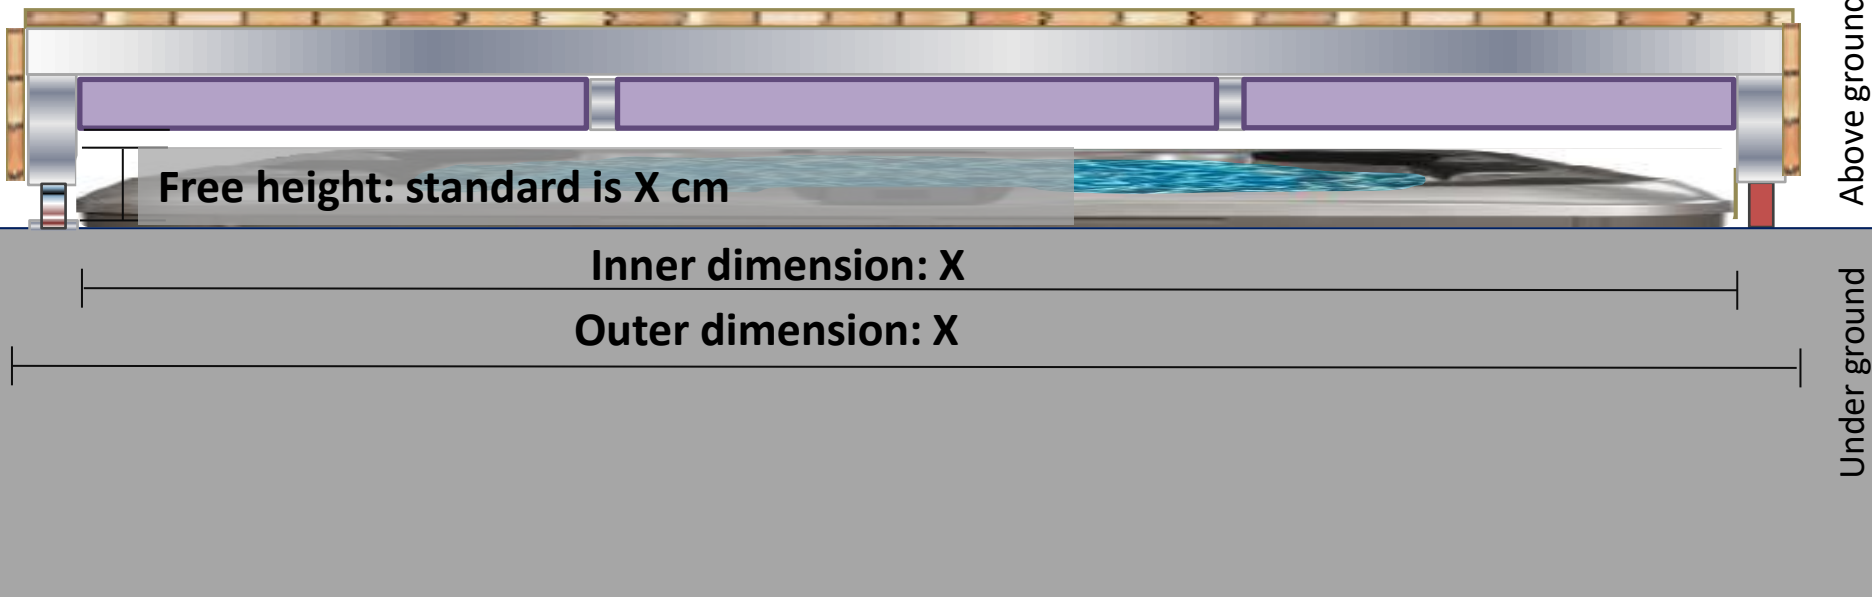 Above ground
Free height: standard is X cm
Inner dimension: X
Outer dimension: X
Under ground